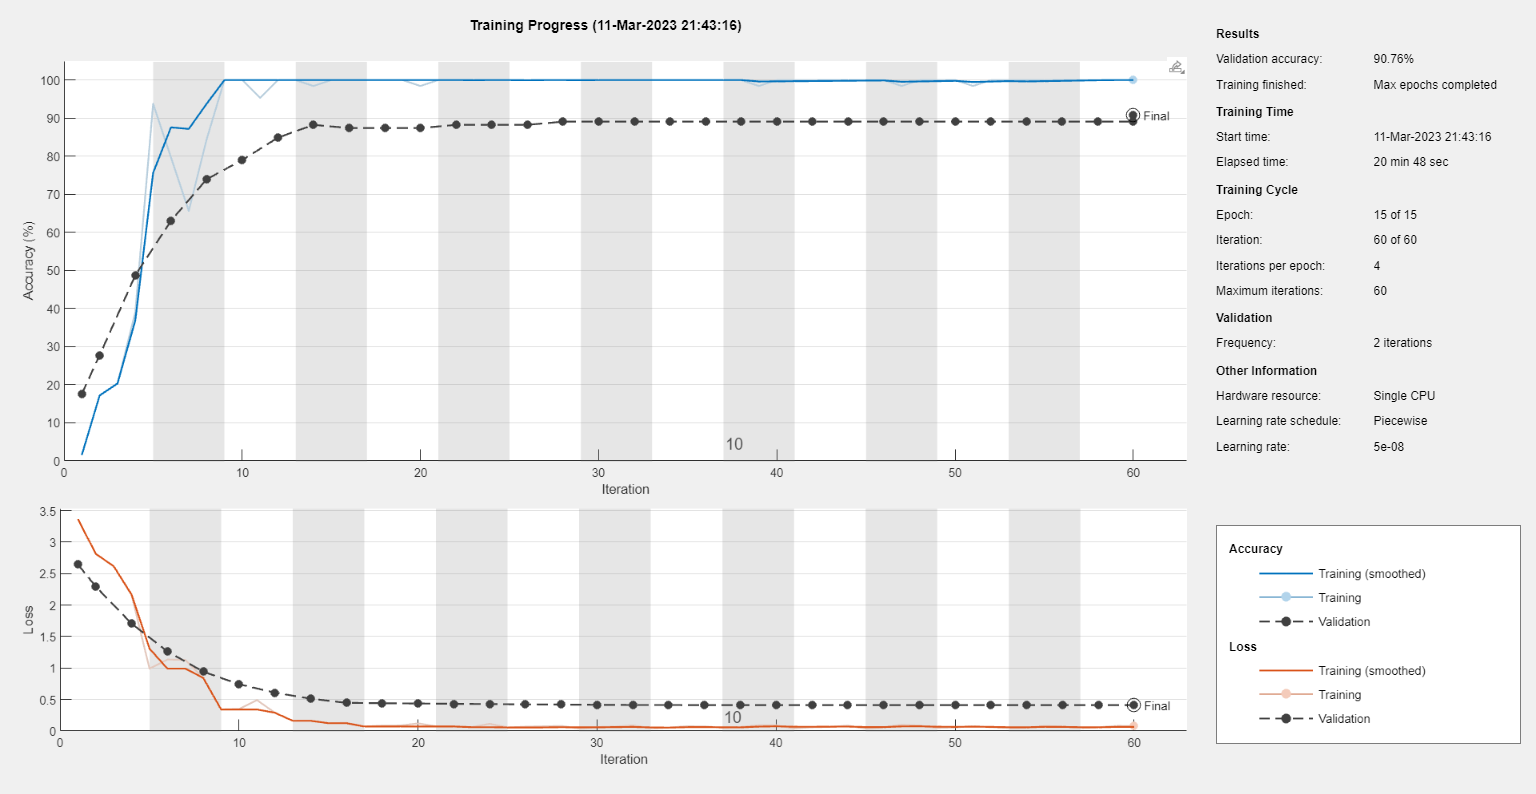 Training Progress (11-Mar-2023 21:43:16)
Accuracy (%)
100
90
80
70
60
50
40
30
20
10
0
Final
10
0 10 20 30 40 50 60
Iteration
Loss
3.5
3
2.5
2
1.5
1
0.5
0
Final
10
0 10 20 30 40 50 60
Iteration
Results
Validation accuracy: 90.76%
Training finished: Max epochs completed
Training Time
Start time: 11-Mar-2023 21:43:16
Elapsed time: 20 min 48 sec
Training Cycle
Epoch: 15 of 15
Iteration: 60 of 60
Iterations per epoch: 4
Maximum iterations: 60
Validation
Frequency: 2 iterations
Other Information
Hardware resource: Single CPU
Learning rate schedule: Piecewise
Learning rate: 5e-08
Accuracy
Training (smoothed)
Training
Validation
Loss
Training (smoothed)
Training
Validation